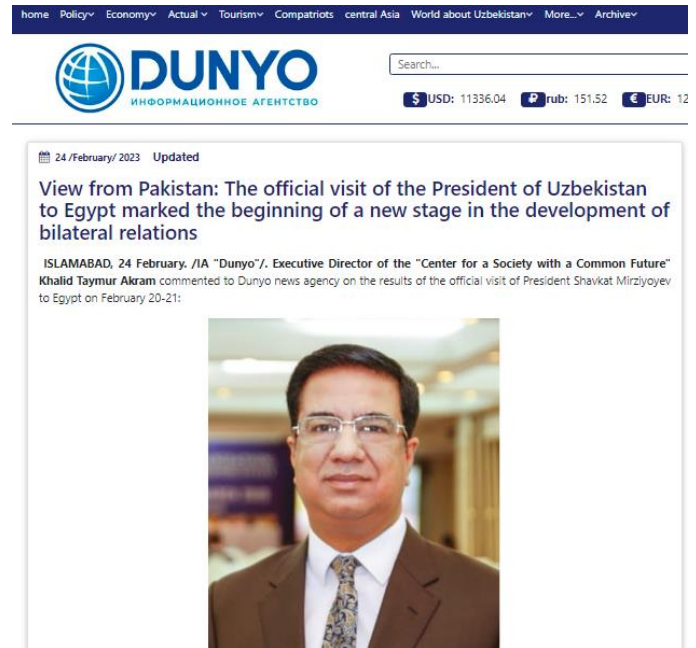 home Policy Economy Actual Tourism Compatriots central Asia World about Uzbekistan More... Archive
DUNYO
ИНФОРМАЦИОННОЕ АГЕНТСТВО
Search...
$ USD: 11336.04 ₽ rub: 151.52 € EUR: 12
24 /February/ 2023 Updated
View from Pakistan: The official visit of the President of Uzbekistan
to Egypt marked the beginning of a new stage in the development of
bilateral relations
ISLAMABAD, 24 February. /IA "Dunyo"/. Executive Director of the "Center for a Society with a Common Future"
Khalid Taymur Akram commented to Dunyo news agency on the results of the official visit of President Shavkat Mirziyoyev
to Egypt on February 20-21: